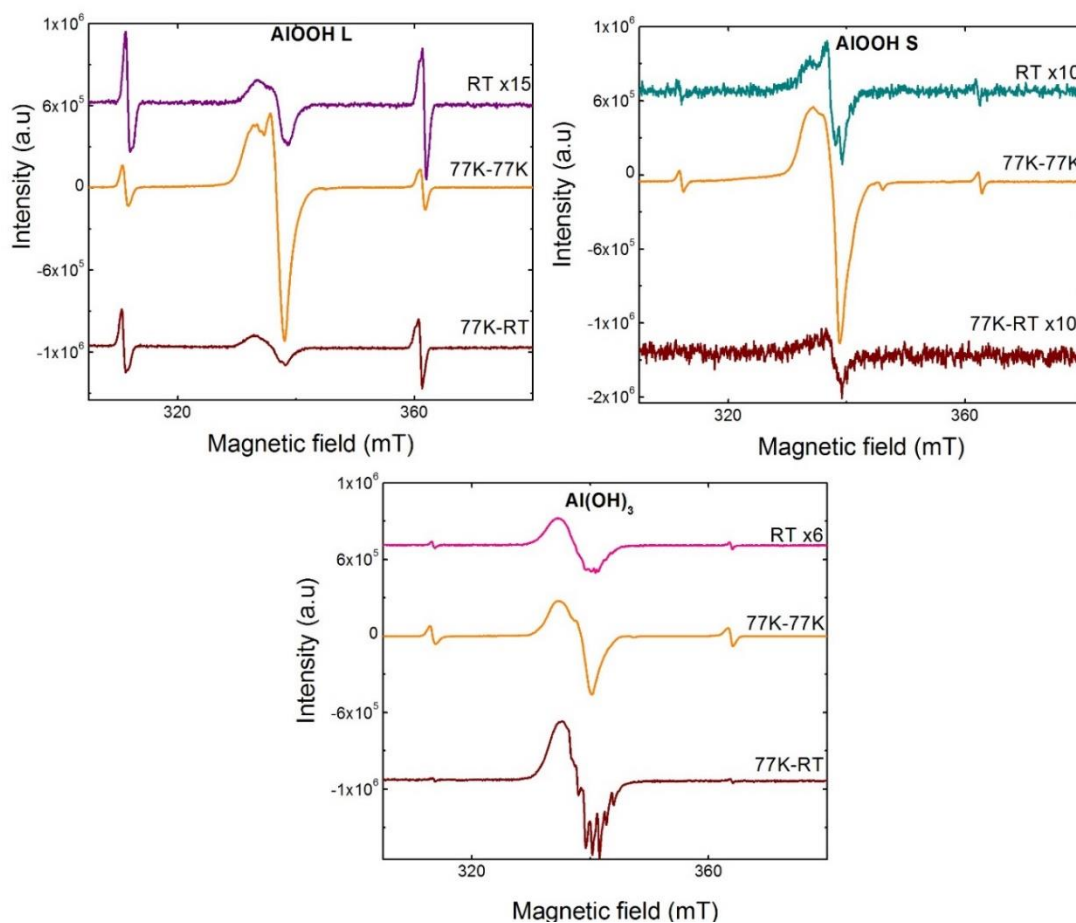 AlOOH L
1x10⁶
6x10⁵
0
-6x10⁵
-1x10⁶
Intensity (a.u)
RT x15
77K-77K
77K-RT
320
360
Magnetic field (mT)
AlOOH S
1x10⁶
6x10⁵
0
-6x10⁵
-1x10⁶
-2x10⁶
Intensity (a.u)
RT x10
77K-77K
77K-RT x10
320
360
Magnetic field (mT)
Al(OH)₃
1x10⁶
6x10⁵
0
-6x10⁵
-1x10⁶
Intensity (a.u)
RT x6
77K-77K
77K-RT
320
360
Magnetic field (mT)